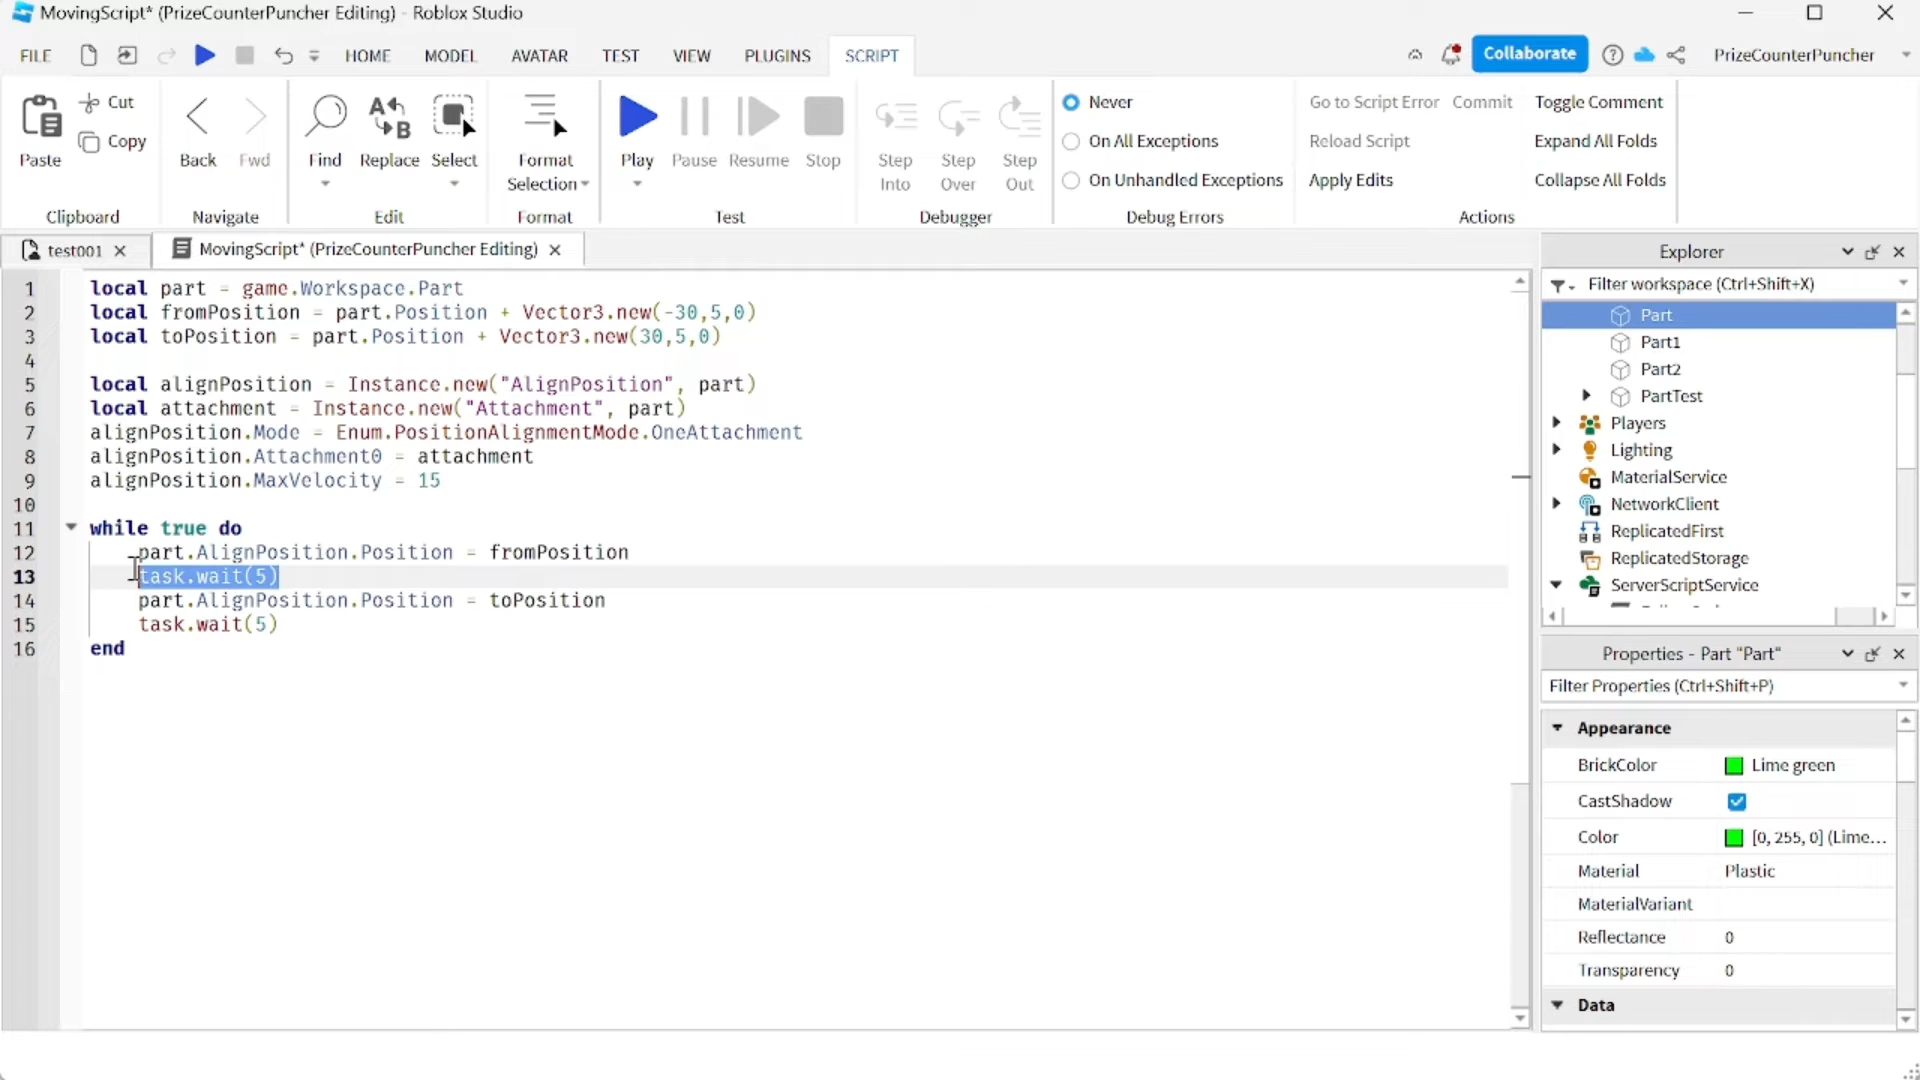 MovingScript* (PrizeCounterPuncher Editing) - Roblox Studio
FILE HOME MODEL AVATAR TEST VIEW PLUGINS SCRIPT Collaborate PrizeCounterPuncher
Paste Cut Copy Clipboard
Back Fwd Navigate
Find Replace Select Edit
Format Selection Format
Play Pause Resume Stop Test
Step Into Step Over Step Out Debugger
Never
On All Exceptions
On Unhandled Exceptions
Debug Errors
Go to Script Error Commit Toggle Comment
Reload Script Expand All Folds
Apply Edits Collapse All Folds
Actions
test001 MovingScript* (PrizeCounterPuncher Editing)
1 local part = game.Workspace.Part
2 local fromPosition = part.Position + Vector3.new(-30,5,0)
3 local toPosition = part.Position + Vector3.new(30,5,0)
4
5 local alignPosition = Instance.new("AlignPosition", part)
6 local attachment = Instance.new("Attachment", part)
7 alignPosition.Mode = Enum.PositionAlignmentMode.OneAttachment
8 alignPosition.Attachment0 = attachment
9 alignPosition.MaxVelocity = 15
10
11 while true do
12 part.AlignPosition.Position = fromPosition
13 task.wait(5)
14 part.AlignPosition.Position = toPosition
15 task.wait(5)
16 end
Explorer
Filter workspace (Ctrl+Shift+X)
Part
Part1
Part2
PartTest
Players
Lighting
MaterialService
NetworkClient
ReplicatedFirst
ReplicatedStorage
ServerScriptService
Properties - Part "Part"
Filter Properties (Ctrl+Shift+P)
Appearance
BrickColor Lime green
CastShadow
Color [0, 255, 0] (Lime...
Material Plastic
MaterialVariant
Reflectance 0
Transparency 0
Data